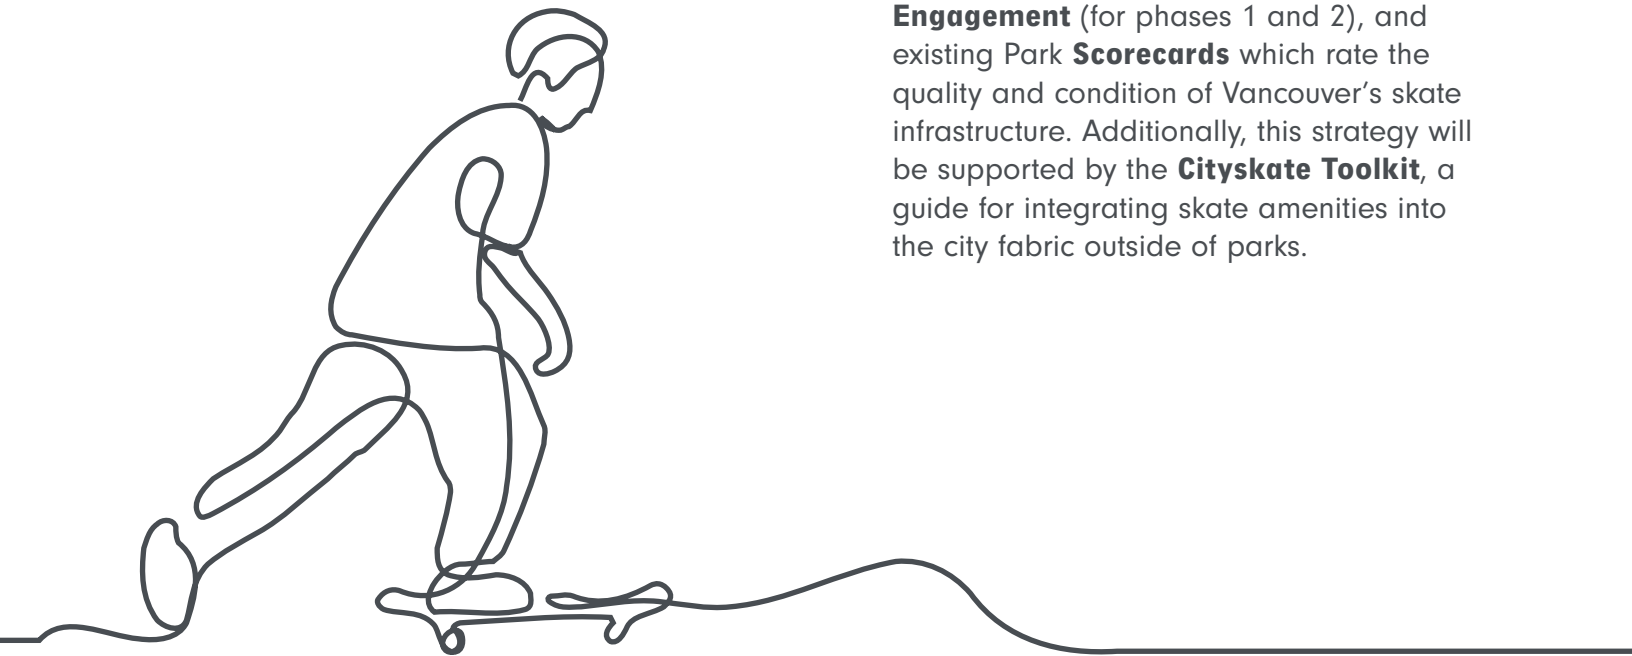 Engagement (for phases 1 and 2), and
existing Park Scorecards which rate the
quality and condition of Vancouver’s skate
infrastructure. Additionally, this strategy will
be supported by the Cityskate Toolkit, a
guide for integrating skate amenities into
the city fabric outside of parks.